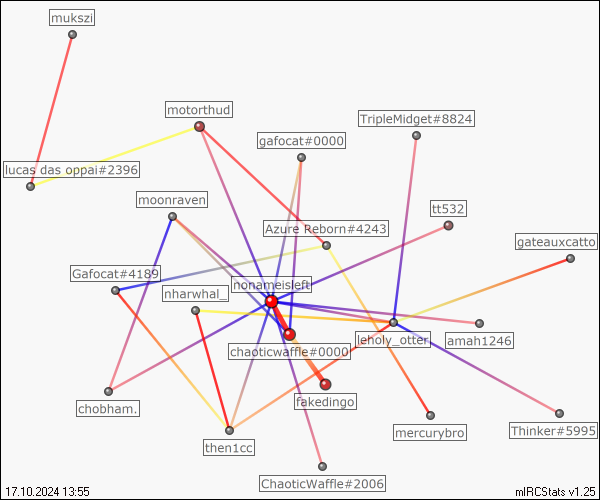 mukszi
motorthud
TripleMidget#8824
gafocat#0000
lucas das oppai#2396
moonraven
tt532
Azure Reborn#4243
gateauxcatto
Gafocat#4189
nonameisleft
nharwhal_
leholy_otter
amah1246
chaoticwaffle#0000
fakedingo
chobham.
mercurybro
Thinker#5995
then1cc
ChaoticWaffle#2006
17.10.2024 13:55
mIRCStats v1.25